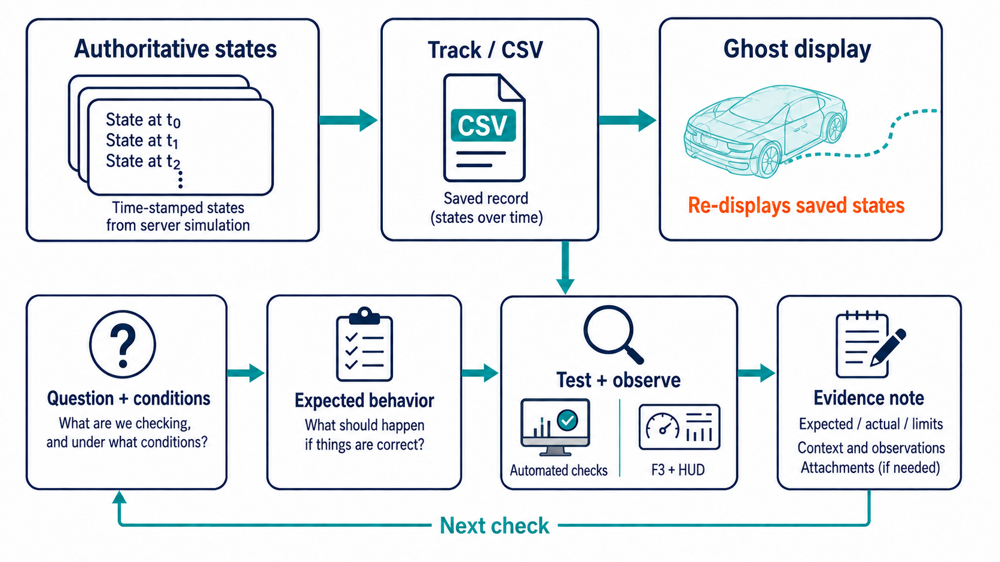 Authoritative states
State at t0
State at t1
State at t2
Time-stamped states
from server simulation
Track / CSV
CSV
Saved record
(states over time)
Ghost display
Re-displays saved states
?
Question + conditions
What are we checking,
and under what conditions?
Expected behavior
What should happen
if things are correct?
Test + observe
Automated checks
F3 + HUD
Evidence note
Expected / actual / limits
Context and observations
Attachments (if needed)
Next check